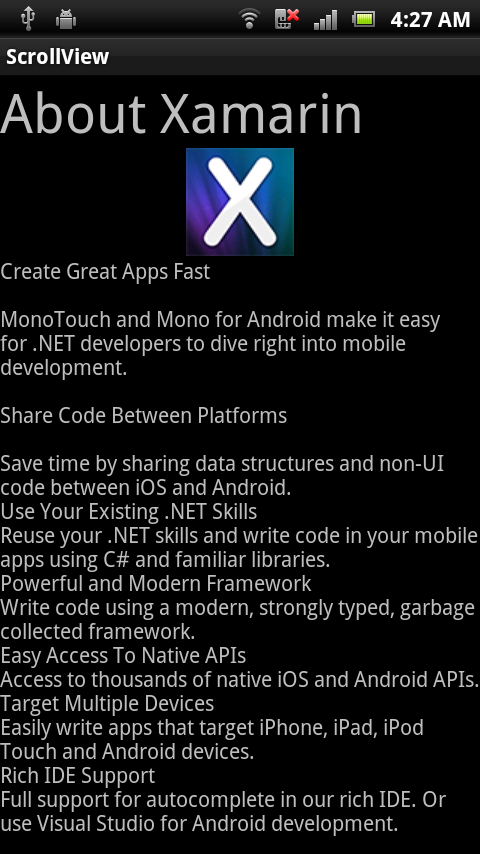 4:27 AM
ScrollView
About Xamarin
X
Create Great Apps Fast
MonoTouch and Mono for Android make it easy
for .NET developers to dive right into mobile
development.
Share Code Between Platforms
Save time by sharing data structures and non-UI
code between iOS and Android.
Use Your Existing .NET Skills
Reuse your .NET skills and write code in your mobile
apps using C# and familiar libraries.
Powerful and Modern Framework
Write code using a modern, strongly typed, garbage
collected framework.
Easy Access To Native APIs
Access to thousands of native iOS and Android APIs.
Target Multiple Devices
Easily write apps that target iPhone, iPad, iPod
Touch and Android devices.
Rich IDE Support
Full support for autocomplete in our rich IDE. Or
use Visual Studio for Android development.